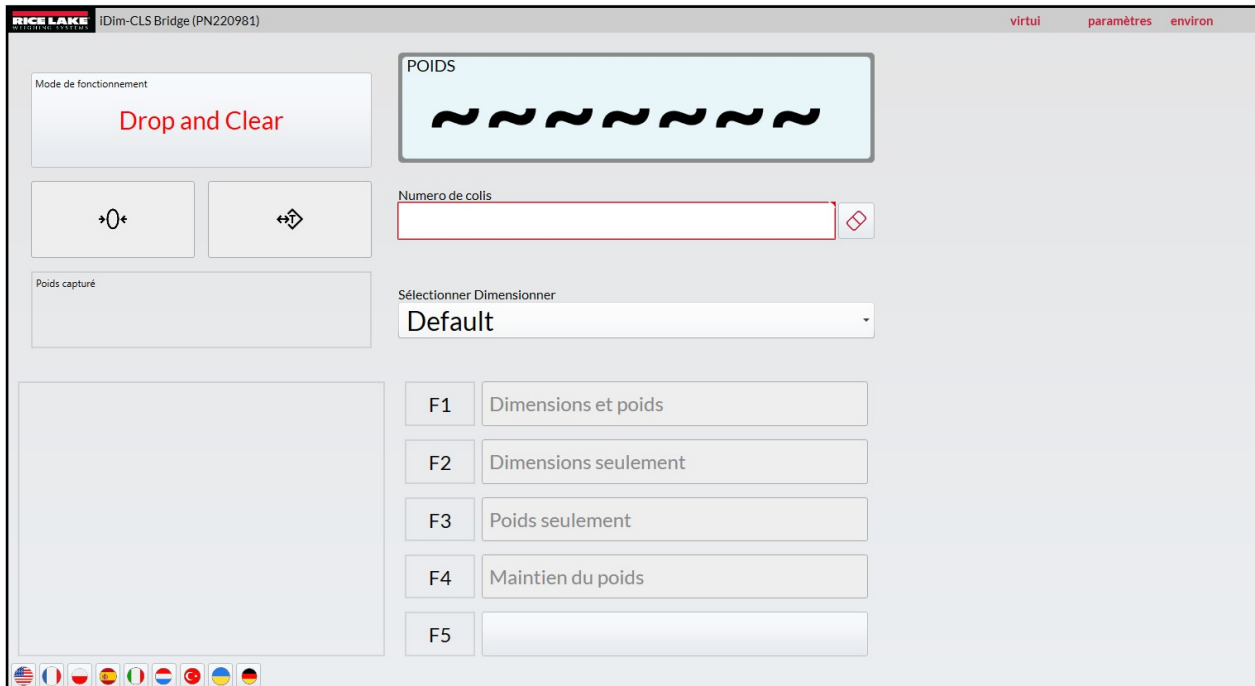 RICE LAKE
WEIGHING SYSTEMS
iDim-CLS Bridge (PN220981)
virtui
paramètres
environ
Mode de fonctionnement
Drop and Clear
POIDS
~~~~~~~
→0←
↔T
Numero de colis
Poids capturé
Sélectionner Dimensionner
Default
F1 Dimensions et poids
F2 Dimensions seulement
F3 Poids seulement
F4 Maintien du poids
F5